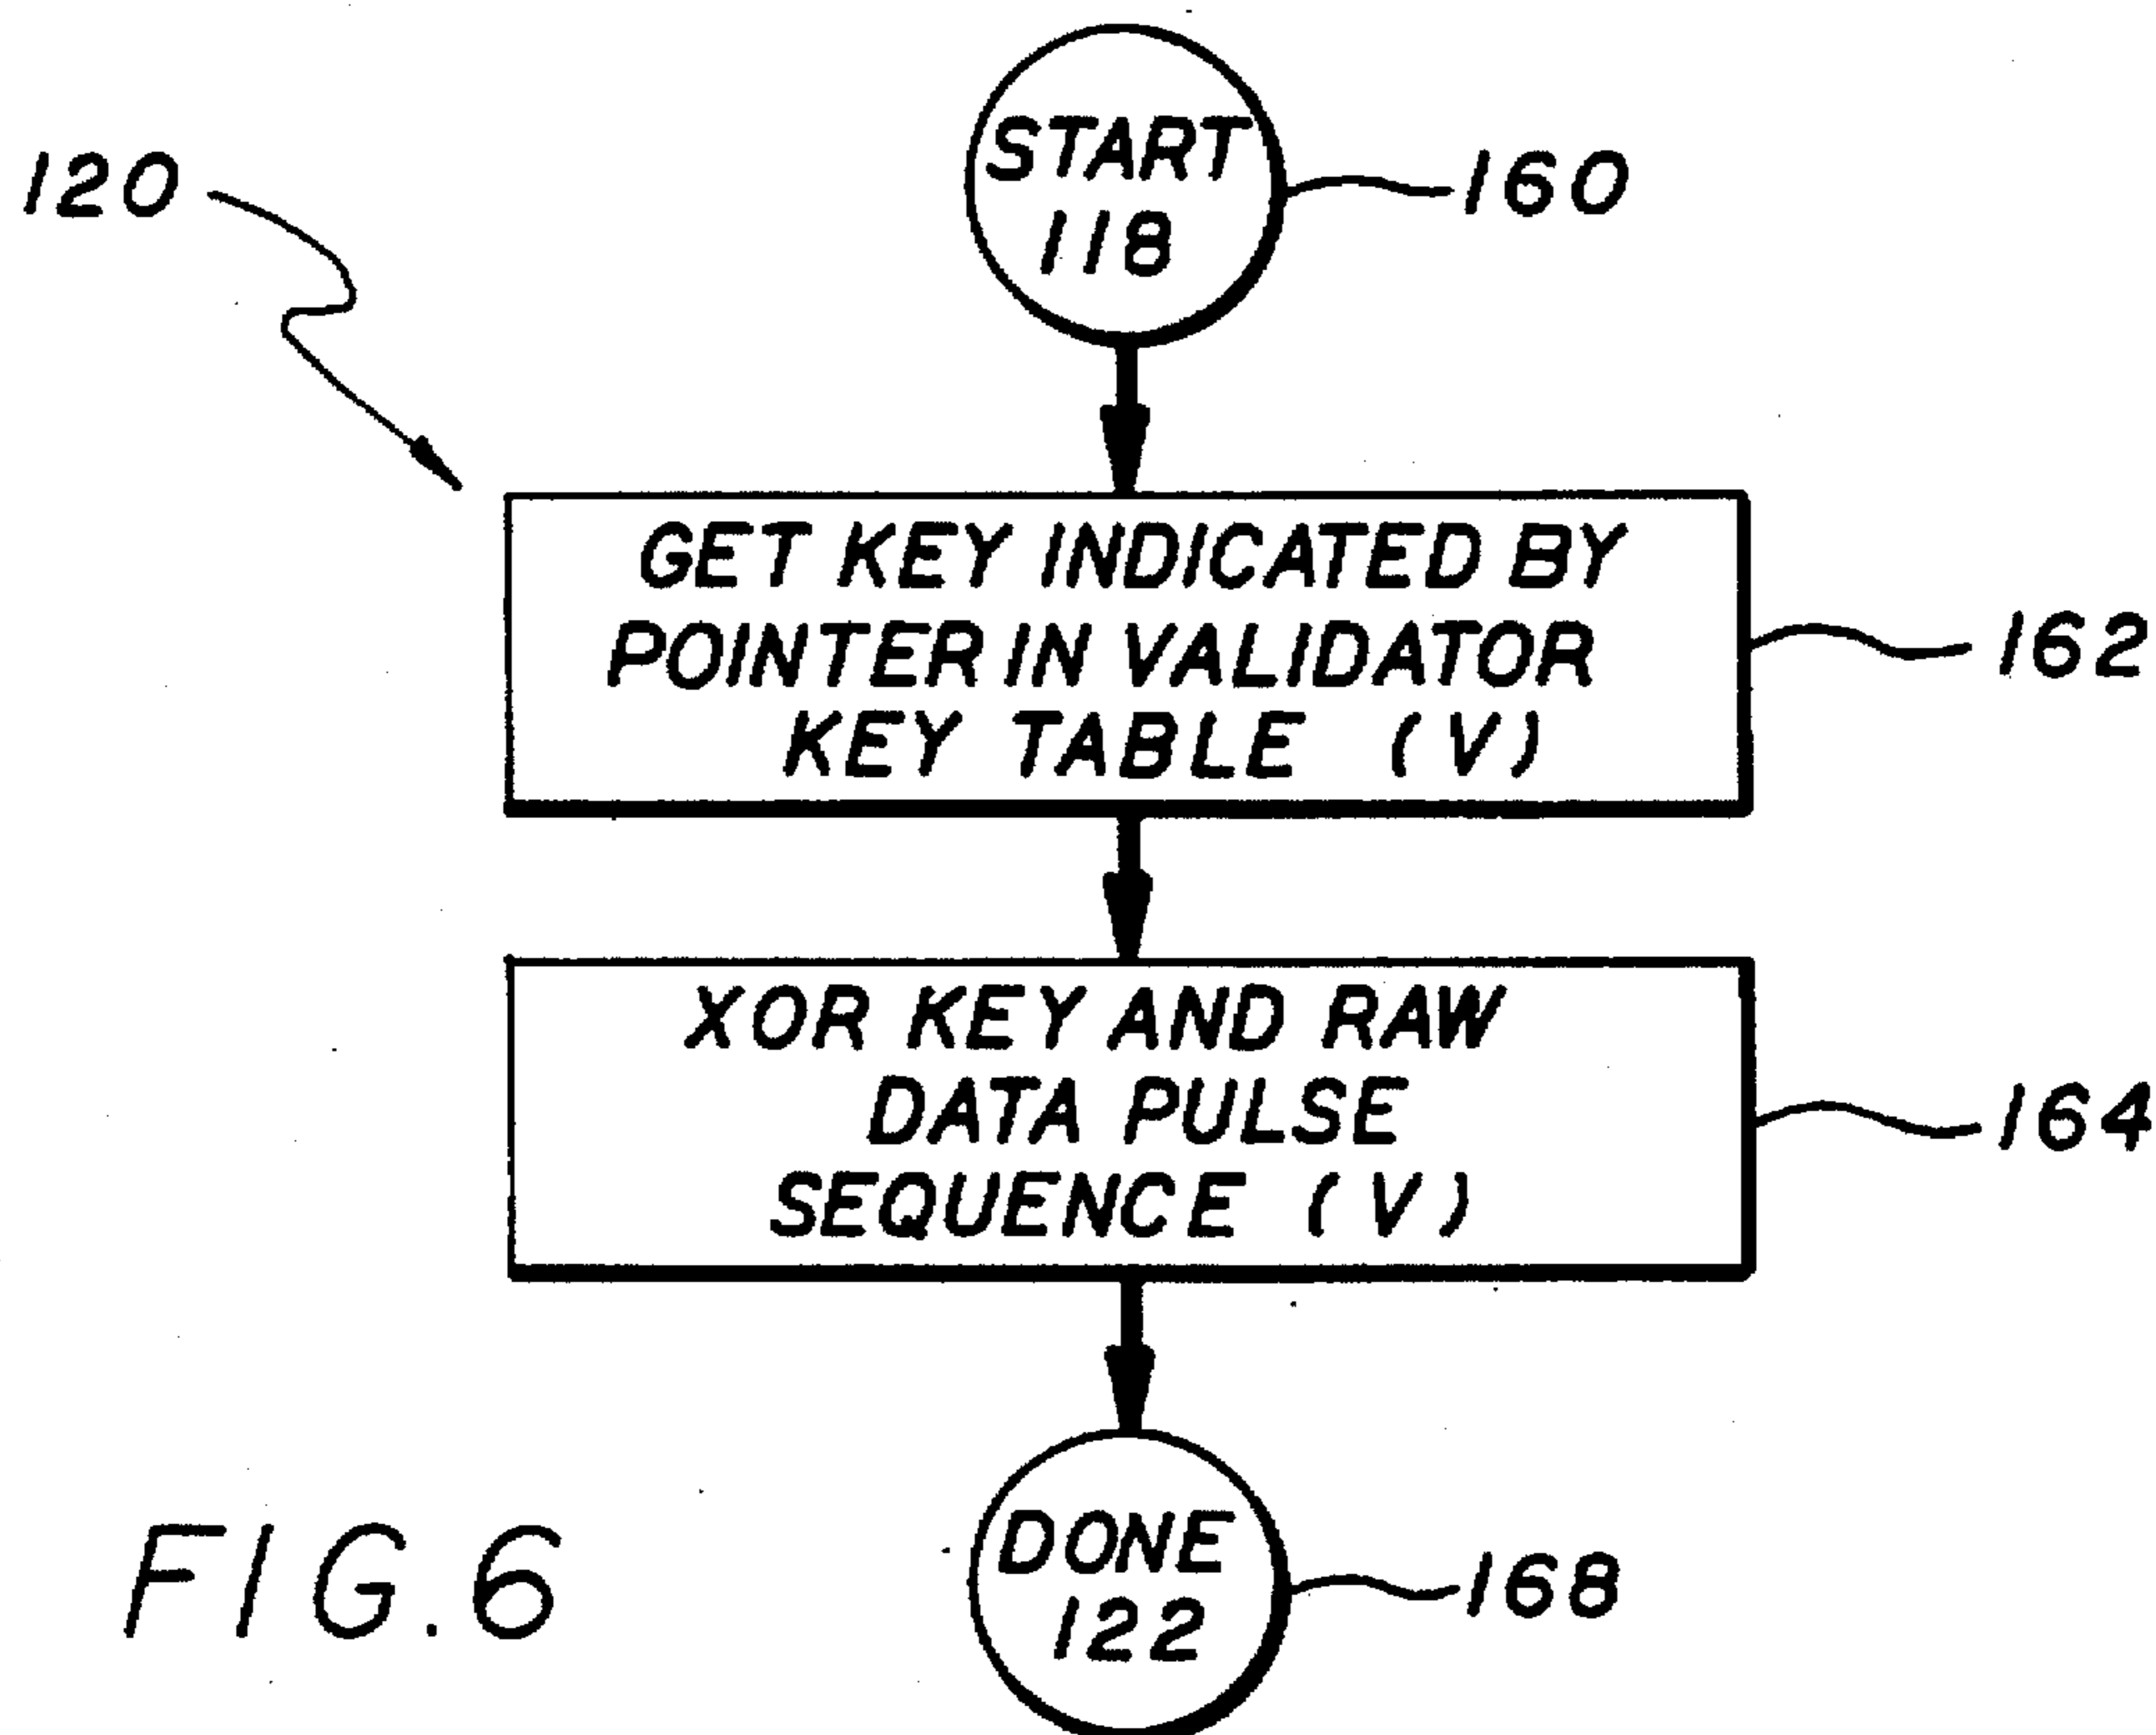 120
START
118
160
GET KEY INDICATED BY
POINTER IN VALIDATOR
KEY TABLE (V)
162
XOR KEY AND RAW
DATA PULSE
SEQUENCE (V)
164
DONE
122
168
FIG.6